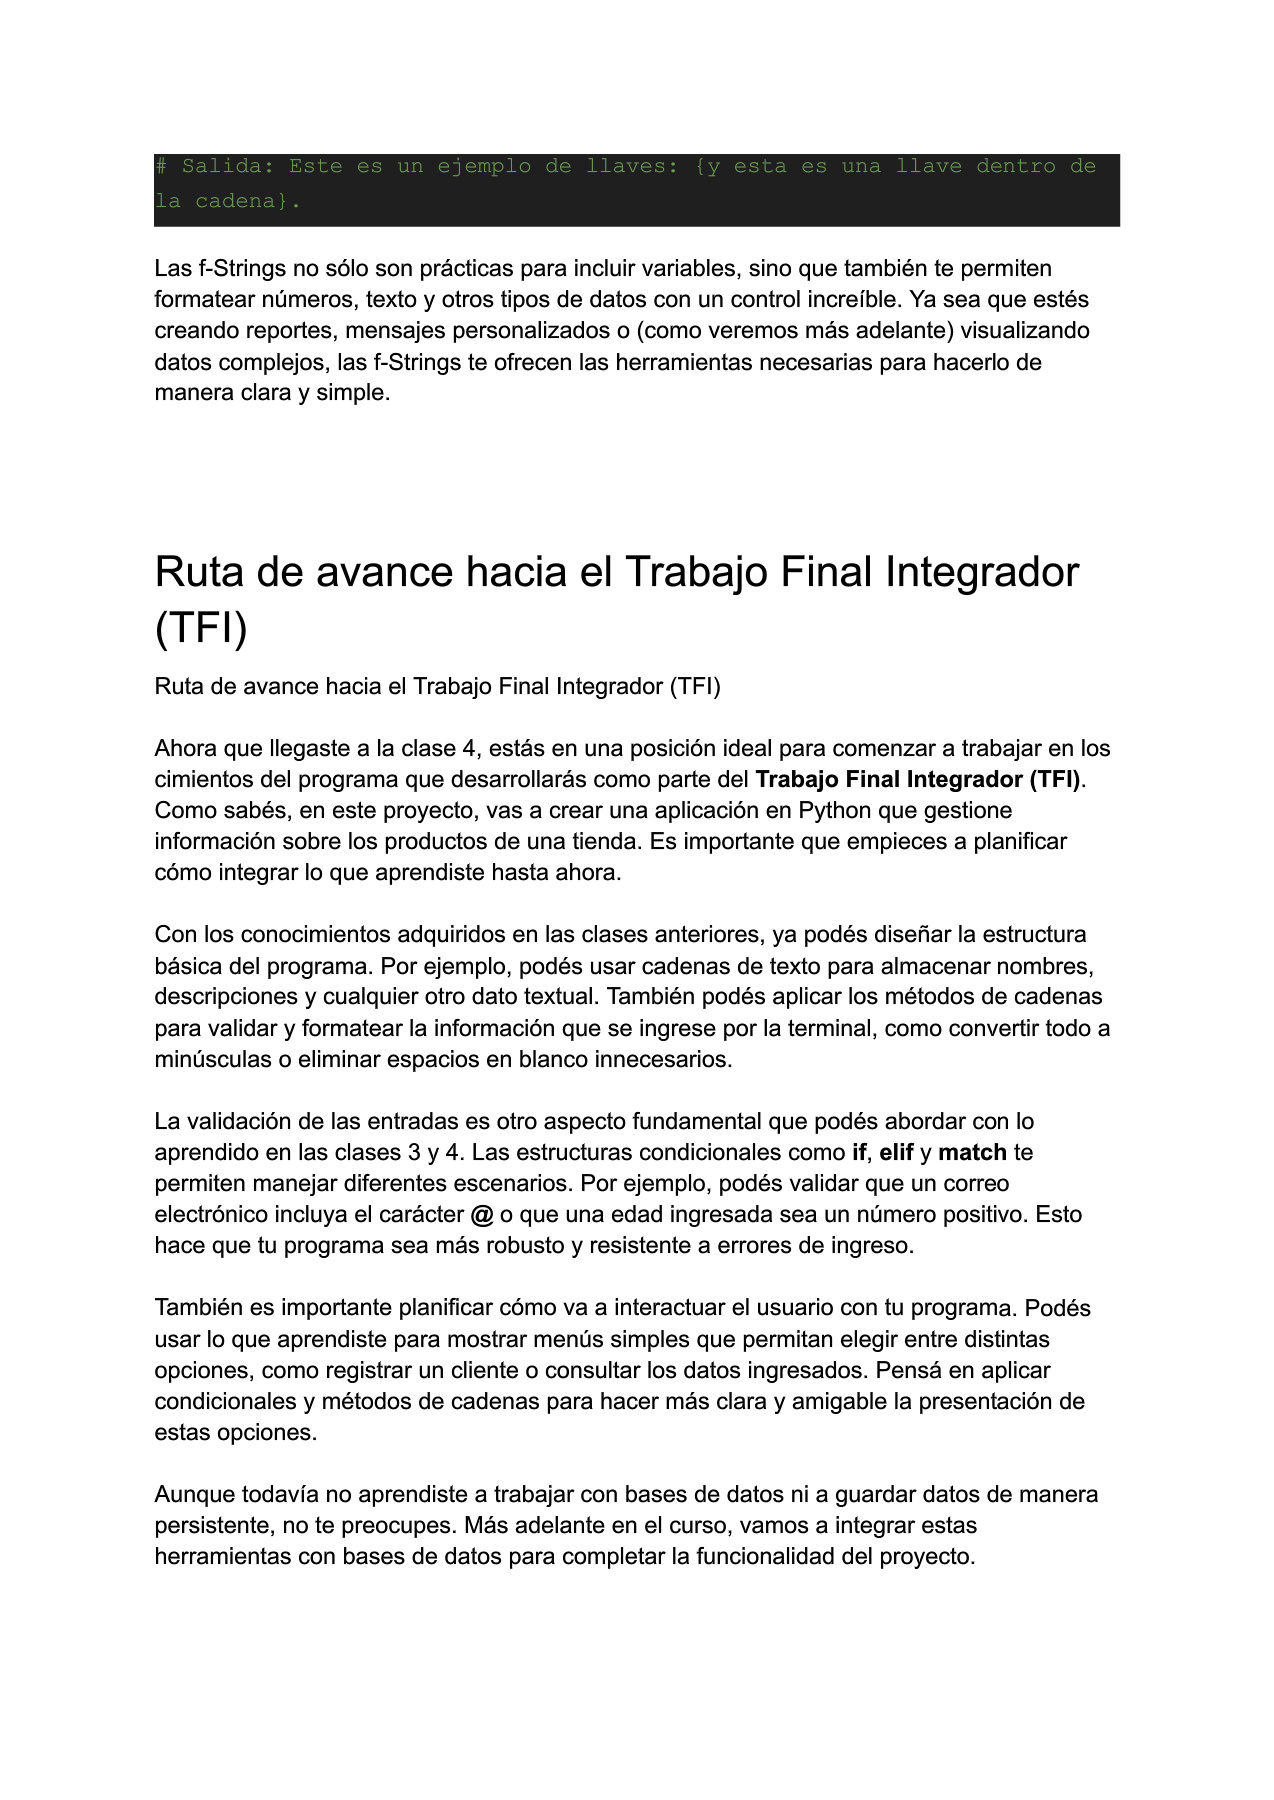 # Salida: Este es un ejemplo de llaves: {y esta es una llave dentro de
la cadena}.
Las f-Strings no sólo son prácticas para incluir variables, sino que también te permiten
formatear números, texto y otros tipos de datos con un control increíble. Ya sea que estés
creando reportes, mensajes personalizados o (como veremos más adelante) visualizando
datos complejos, las f-Strings te ofrecen las herramientas necesarias para hacerlo de
manera clara y simple.
Ruta de avance hacia el Trabajo Final Integrador
(TFI)
Ruta de avance hacia el Trabajo Final Integrador (TFI)
Ahora que llegaste a la clase 4, estás en una posición ideal para comenzar a trabajar en los
cimientos del programa que desarrollarás como parte del Trabajo Final Integrador (TFI).
Como sabés, en este proyecto, vas a crear una aplicación en Python que gestione
información sobre los productos de una tienda. Es importante que empieces a planificar
cómo integrar lo que aprendiste hasta ahora.
Con los conocimientos adquiridos en las clases anteriores, ya podés diseñar la estructura
básica del programa. Por ejemplo, podés usar cadenas de texto para almacenar nombres,
descripciones y cualquier otro dato textual. También podés aplicar los métodos de cadenas
para validar y formatear la información que se ingrese por la terminal, como convertir todo a
minúsculas o eliminar espacios en blanco innecesarios.
La validación de las entradas es otro aspecto fundamental que podés abordar con lo
aprendido en las clases 3 y 4. Las estructuras condicionales como if, elif y match te
permiten manejar diferentes escenarios. Por ejemplo, podés validar que un correo
electrónico incluya el carácter @ o que una edad ingresada sea un número positivo. Esto
hace que tu programa sea más robusto y resistente a errores de ingreso.
También es importante planificar cómo va a interactuar el usuario con tu programa. Podés
usar lo que aprendiste para mostrar menús simples que permitan elegir entre distintas
opciones, como registrar un cliente o consultar los datos ingresados. Pensá en aplicar
condicionales y métodos de cadenas para hacer más clara y amigable la presentación de
estas opciones.
Aunque todavía no aprendiste a trabajar con bases de datos ni a guardar datos de manera
persistente, no te preocupes. Más adelante en el curso, vamos a integrar estas
herramientas con bases de datos para completar la funcionalidad del proyecto.